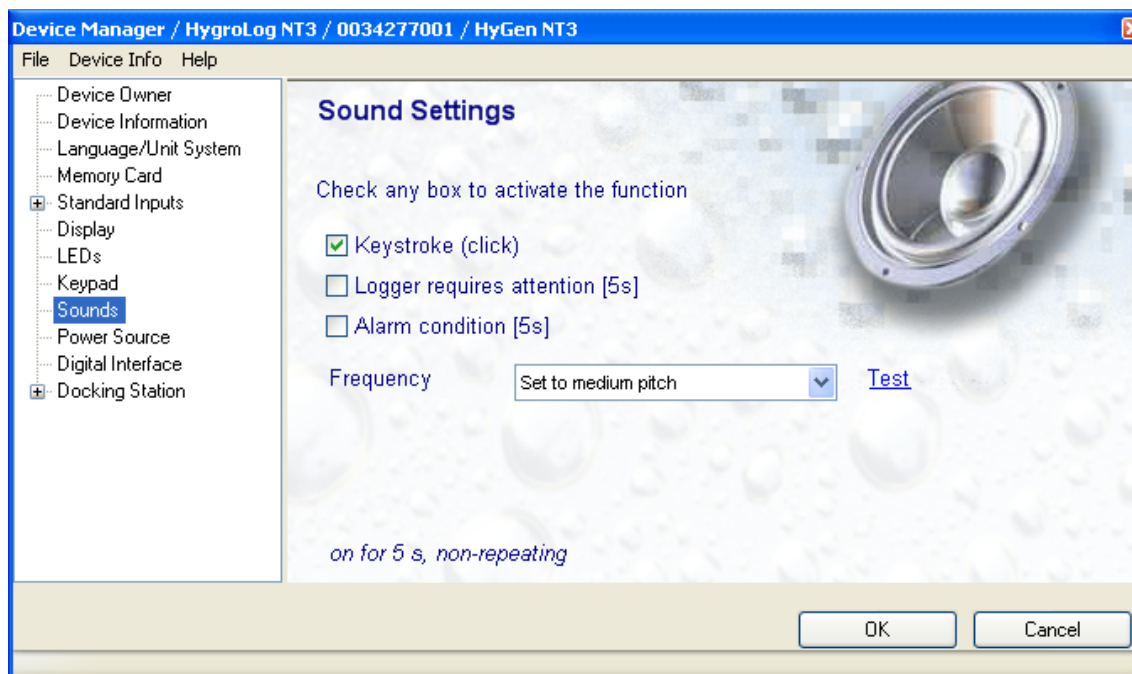 Device Manager / HygroLog NT3 / 0034277001 / HyGen NT3
File Device Info Help
Device Owner
Device Information
Language/Unit System
Memory Card
Standard Inputs
Display
LEDs
Keypad
Sounds
Power Source
Digital Interface
Docking Station
Sound Settings
Check any box to activate the function
Keystroke (click)
Logger requires attention [5s]
Alarm condition [5s]
Frequency Set to medium pitch Test
on for 5 s, non-repeating
OK Cancel